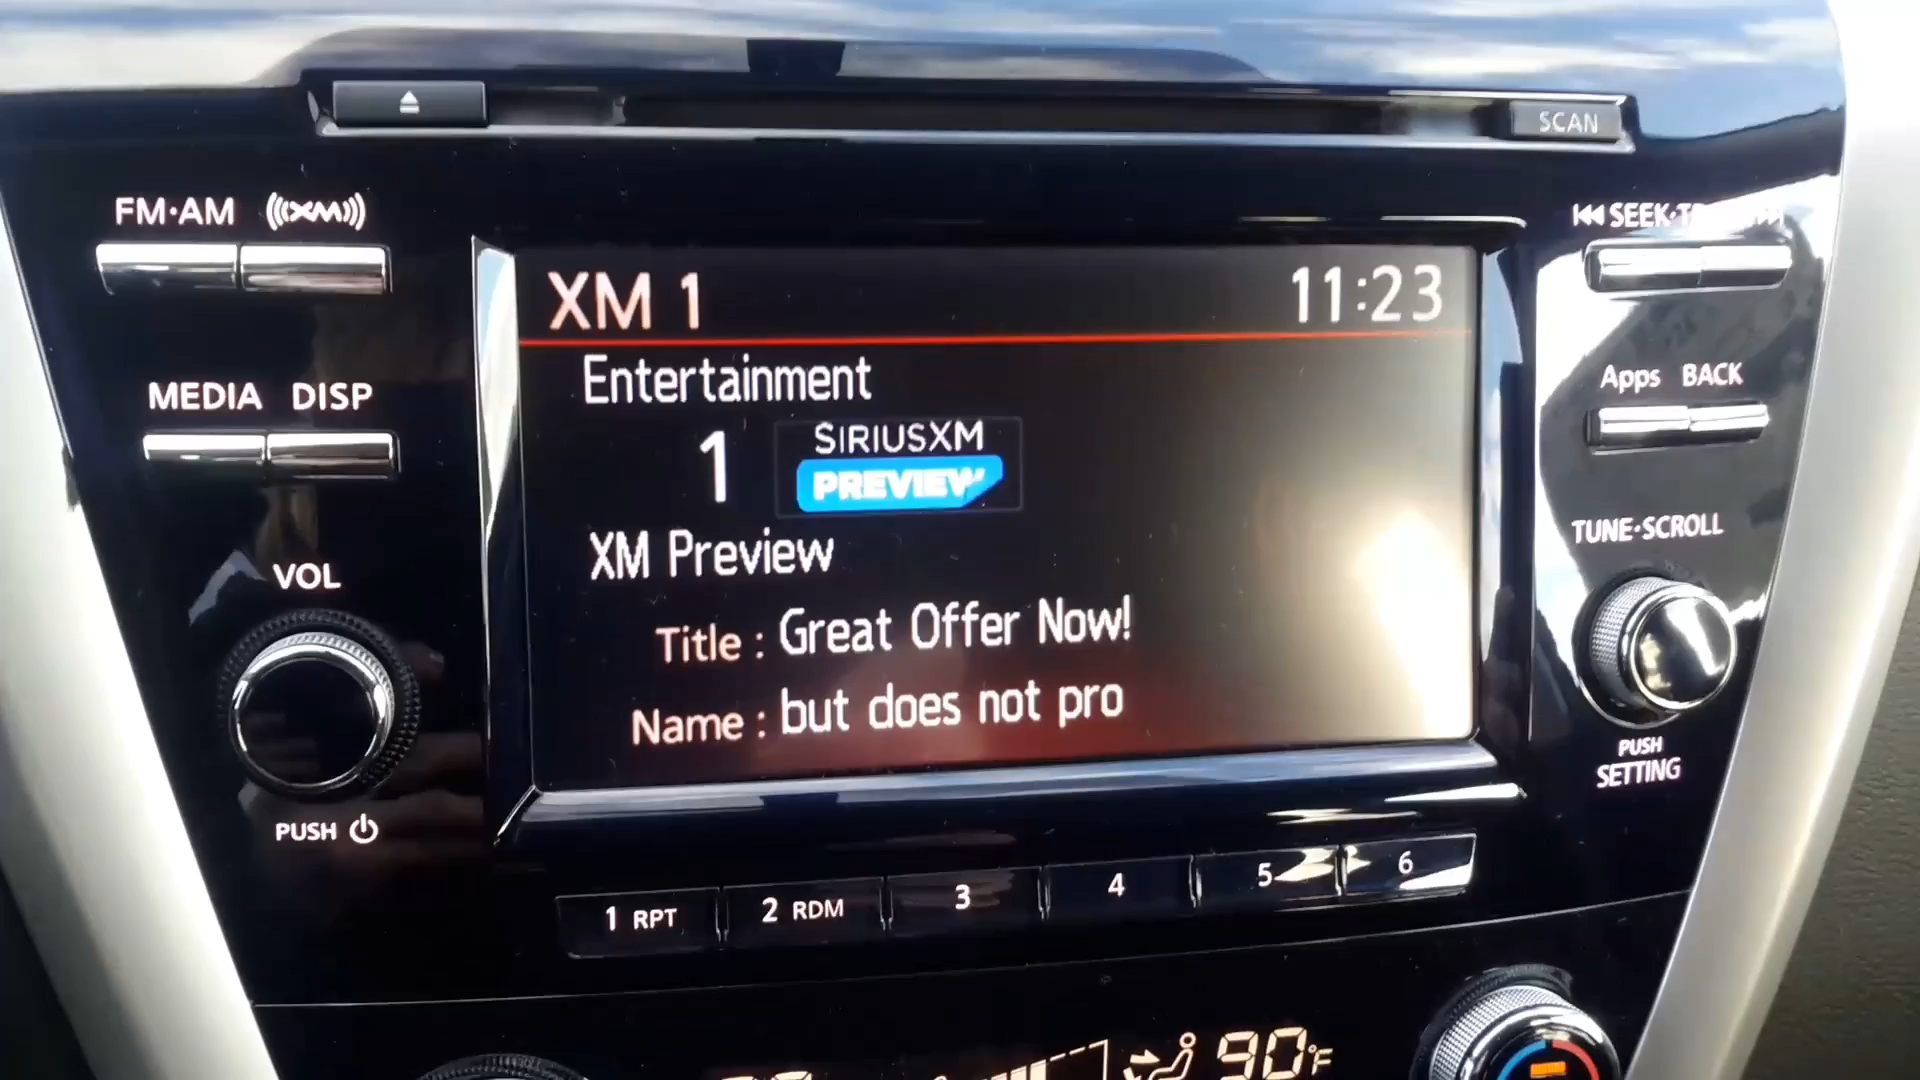 SCAN
FM·AM ((XM))
SEEK·
XM 1 11:23
Entertainment
MEDIA DISP
Apps BACK
1 SIRIUSXM
PREVIEW
XM Preview
TUNE·SCROLL
VOL
Title : Great Offer Now!
Name : but does not pro
PUSH
SETTING
PUSH
1 RPT 2 RDM 3 4 5 6
90°F